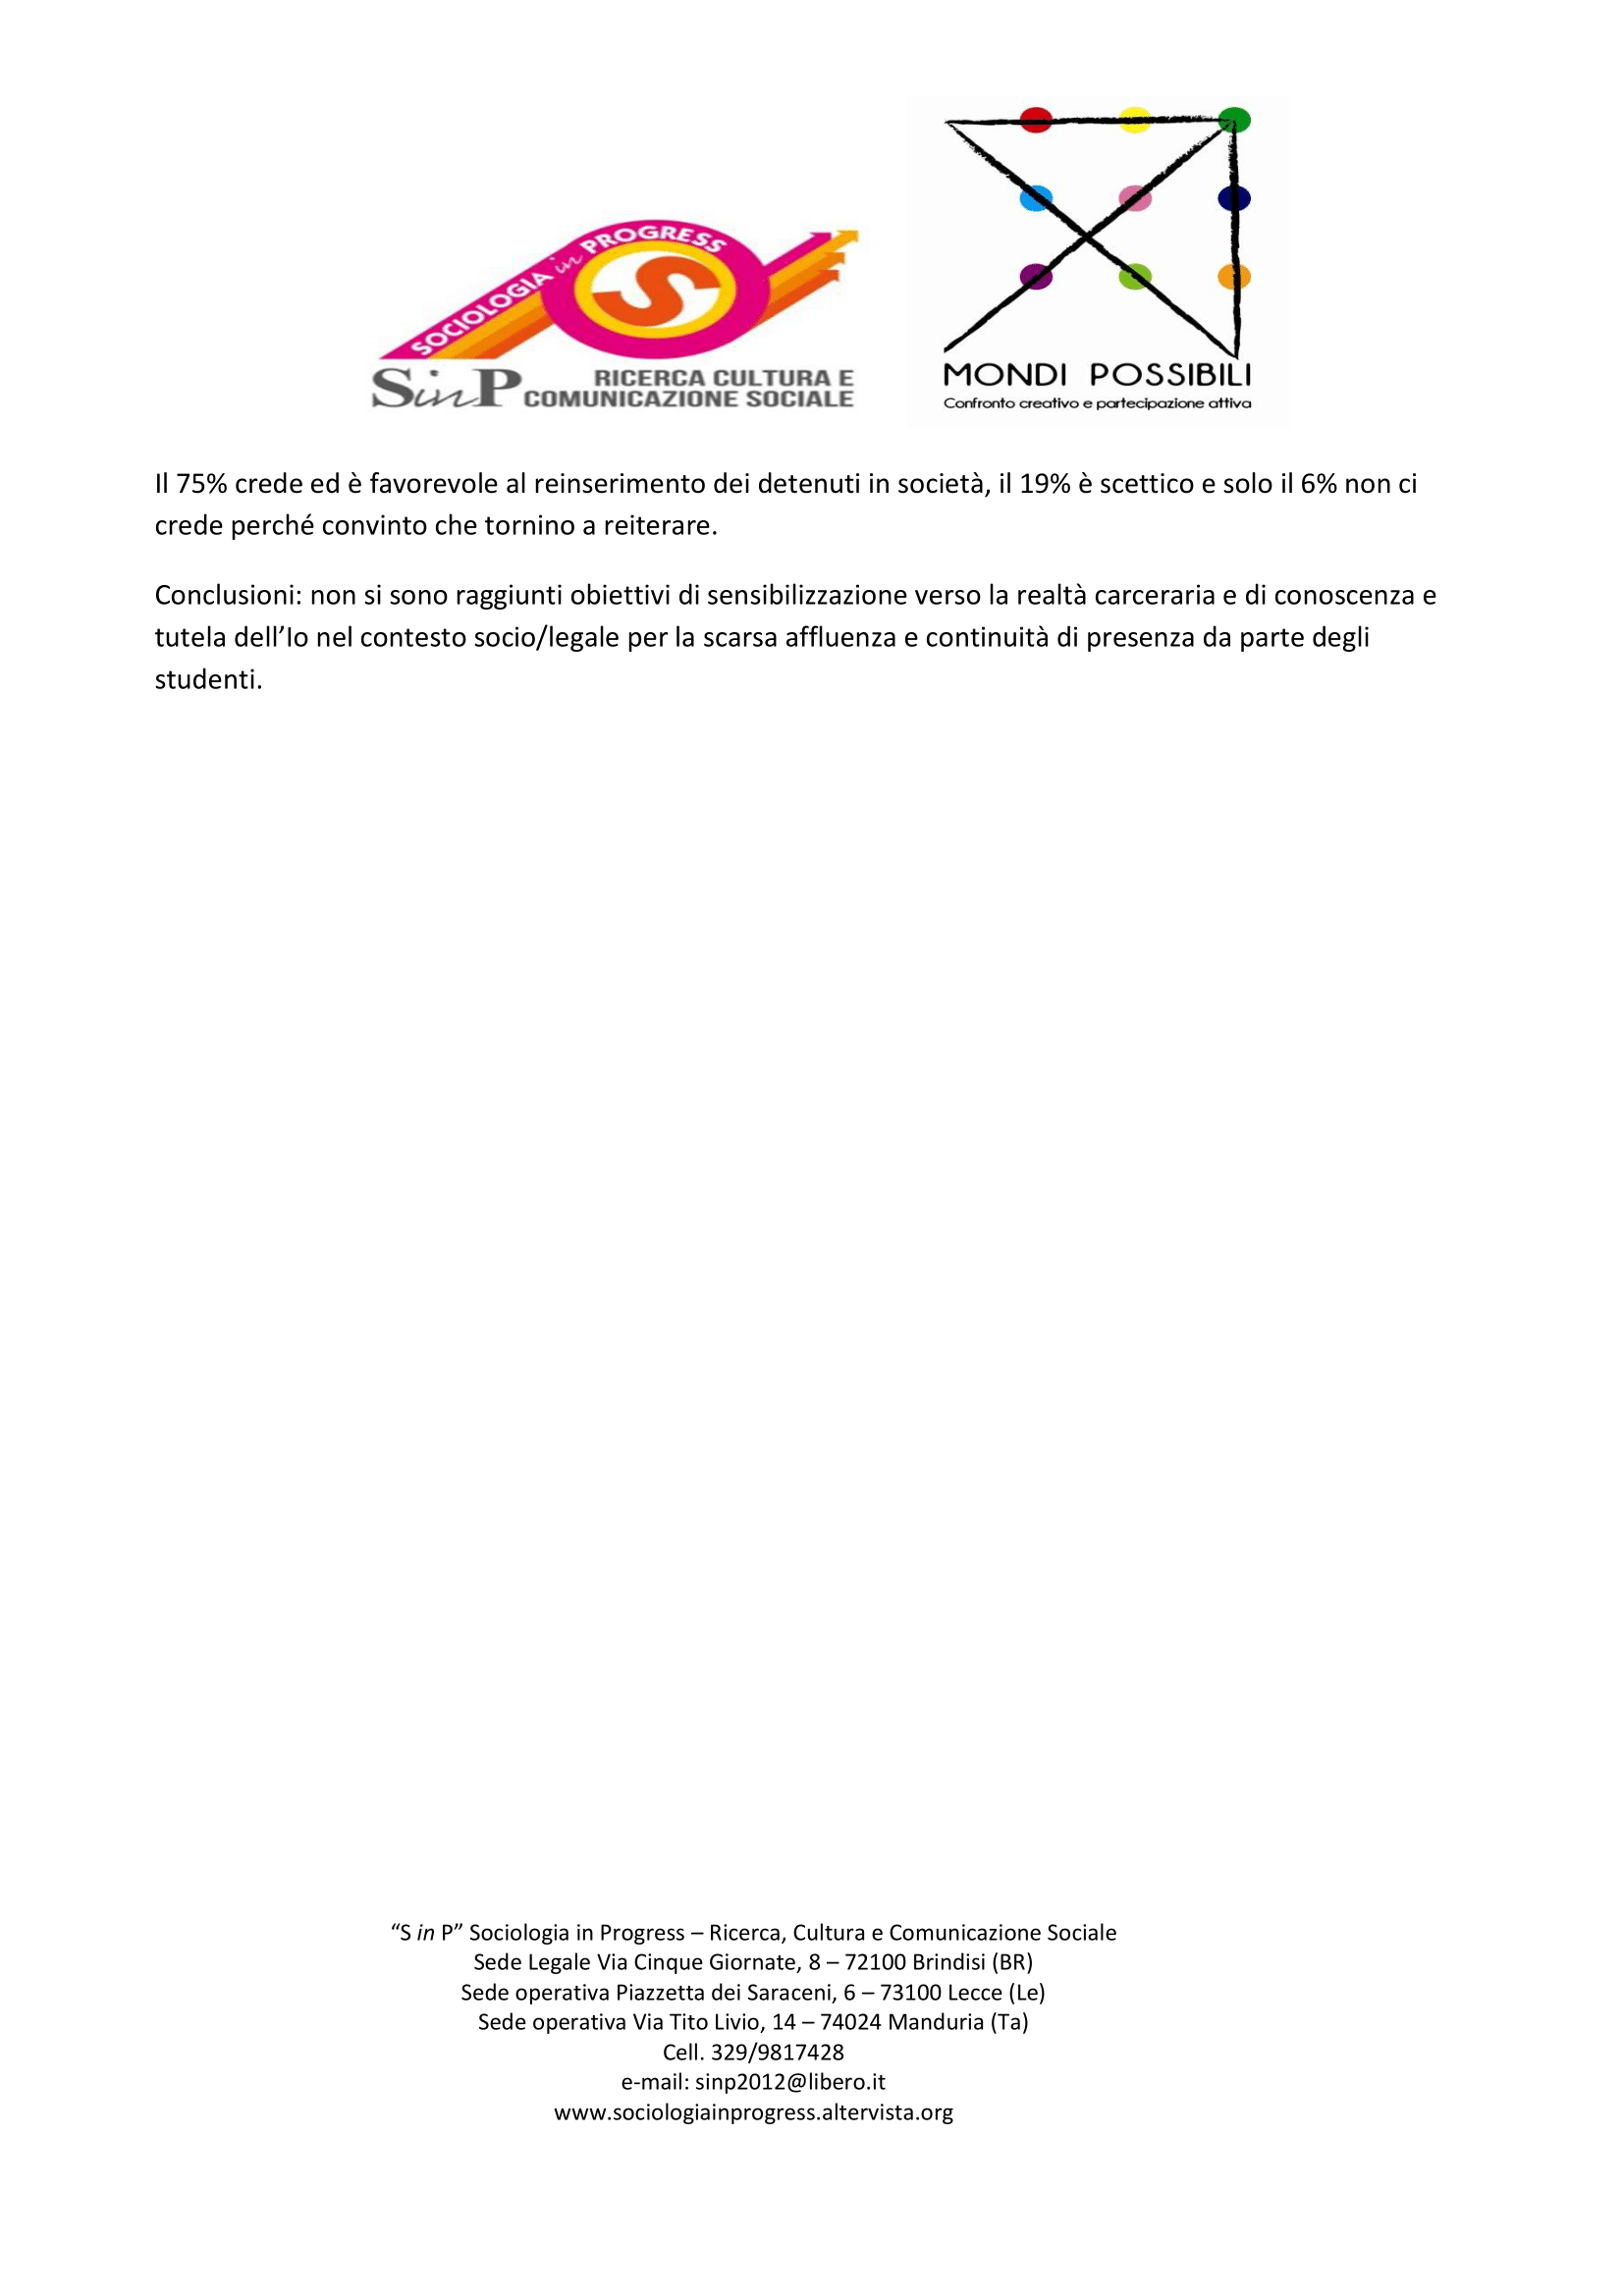 SOCIOLOGIA in PROGRESS
S in P RICERCA CULTURA E
COMUNICAZIONE SOCIALE
MONDI POSSIBILI
Confronto creativo e partecipazione attiva
Il 75% crede ed è favorevole al reinserimento dei detenuti in società, il 19% è scettico e solo il 6% non ci
crede perché convinto che tornino a reiterare.
Conclusioni: non si sono raggiunti obiettivi di sensibilizzazione verso la realtà carceraria e di conoscenza e
tutela dell’Io nel contesto socio/legale per la scarsa affluenza e continuità di presenza da parte degli
studenti.
“S in P” Sociologia in Progress – Ricerca, Cultura e Comunicazione Sociale
Sede Legale Via Cinque Giornate, 8 – 72100 Brindisi (BR)
Sede operativa Piazzetta dei Saraceni, 6 – 73100 Lecce (Le)
Sede operativa Via Tito Livio, 14 – 74024 Manduria (Ta)
Cell. 329/9817428
e-mail: sinp2012@libero.it
www.sociologiainprogress.altervista.org